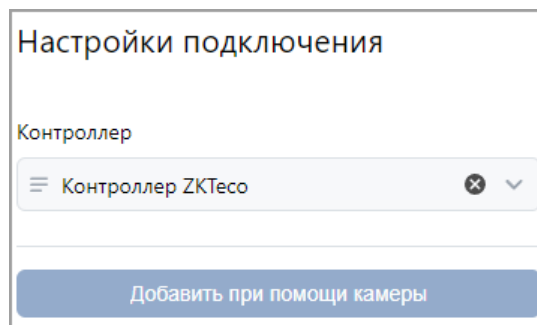 Настройки подключения
Контроллер
Контроллер ZKTeco
Добавить при помощи камеры